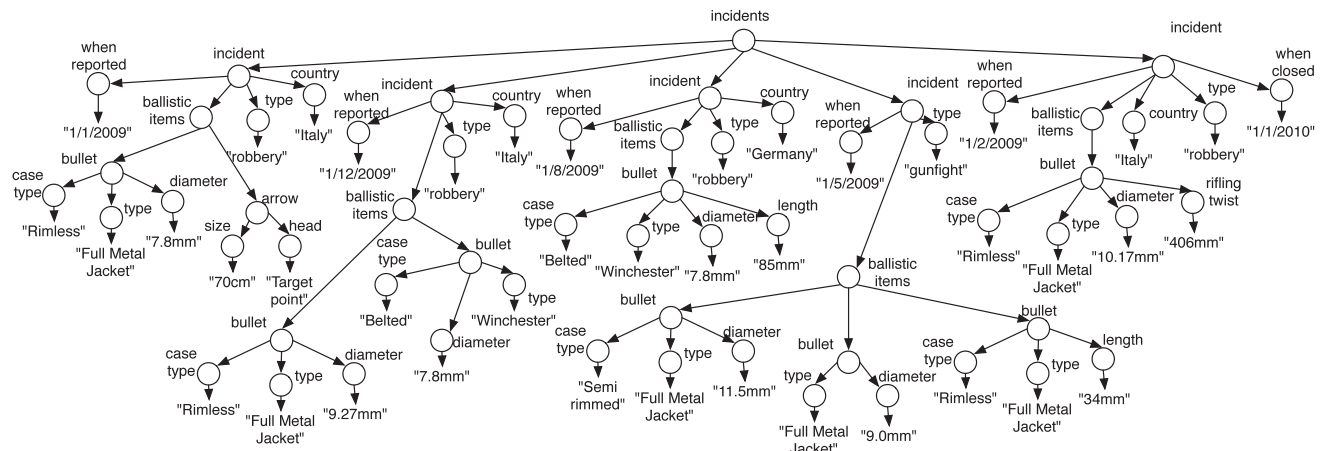 incidents
incident
when
reported
"1/1/2009"
ballistic
items
type
"robbery"
country
"Italy"
bullet
case
type
"Rimless"
type
"Full Metal
Jacket"
diameter
"7.8mm"
arrow
size
"70cm"
head
"Target
point"
incident
when
reported
"1/12/2009"
type
"robbery"
country
"Italy"
ballistic
items
bullet
case
type
"Rimless"
type
"Full Metal
Jacket"
diameter
"9.27mm"
bullet
case
type
"Belted"
diameter
"7.8mm"
type
"Winchester"
incident
when
reported
"1/8/2009"
ballistic
items
type
"robbery"
country
"Germany"
bullet
case
type
"Belted"
type
"Winchester"
diameter
"7.8mm"
length
"85mm"
incident
when
reported
"1/5/2009"
type
"gunfight"
ballistic
items
bullet
case
type
"Semi
rimmed"
type
"Full Metal
Jacket"
diameter
"11.5mm"
bullet
type
"Full Metal
Jacket"
diameter
"9.0mm"
bullet
case
type
"Rimless"
type
"Full Metal
Jacket"
length
"34mm"
incident
when
reported
"1/2/2009"
ballistic
items
country
"Italy"
type
"robbery"
when
closed
"1/1/2010"
bullet
case
type
"Rimless"
type
"Full Metal
Jacket"
diameter
"10.17mm"
rifling
twist
"406mm"